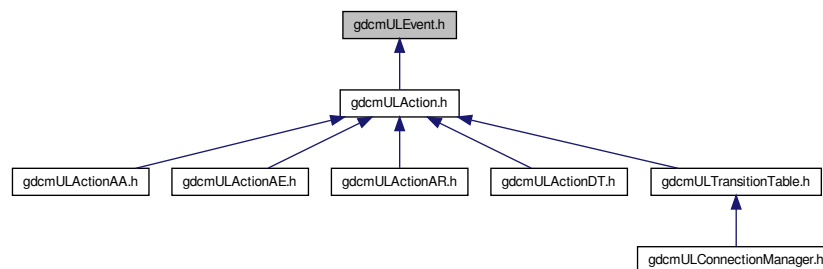 gdcmULEvent.h
gdcmULAction.h
gdcmULActionAA.h
gdcmULActionAE.h
gdcmULActionAR.h
gdcmULActionDT.h
gdcmULTransitionTable.h
gdcmULConnectionManager.h